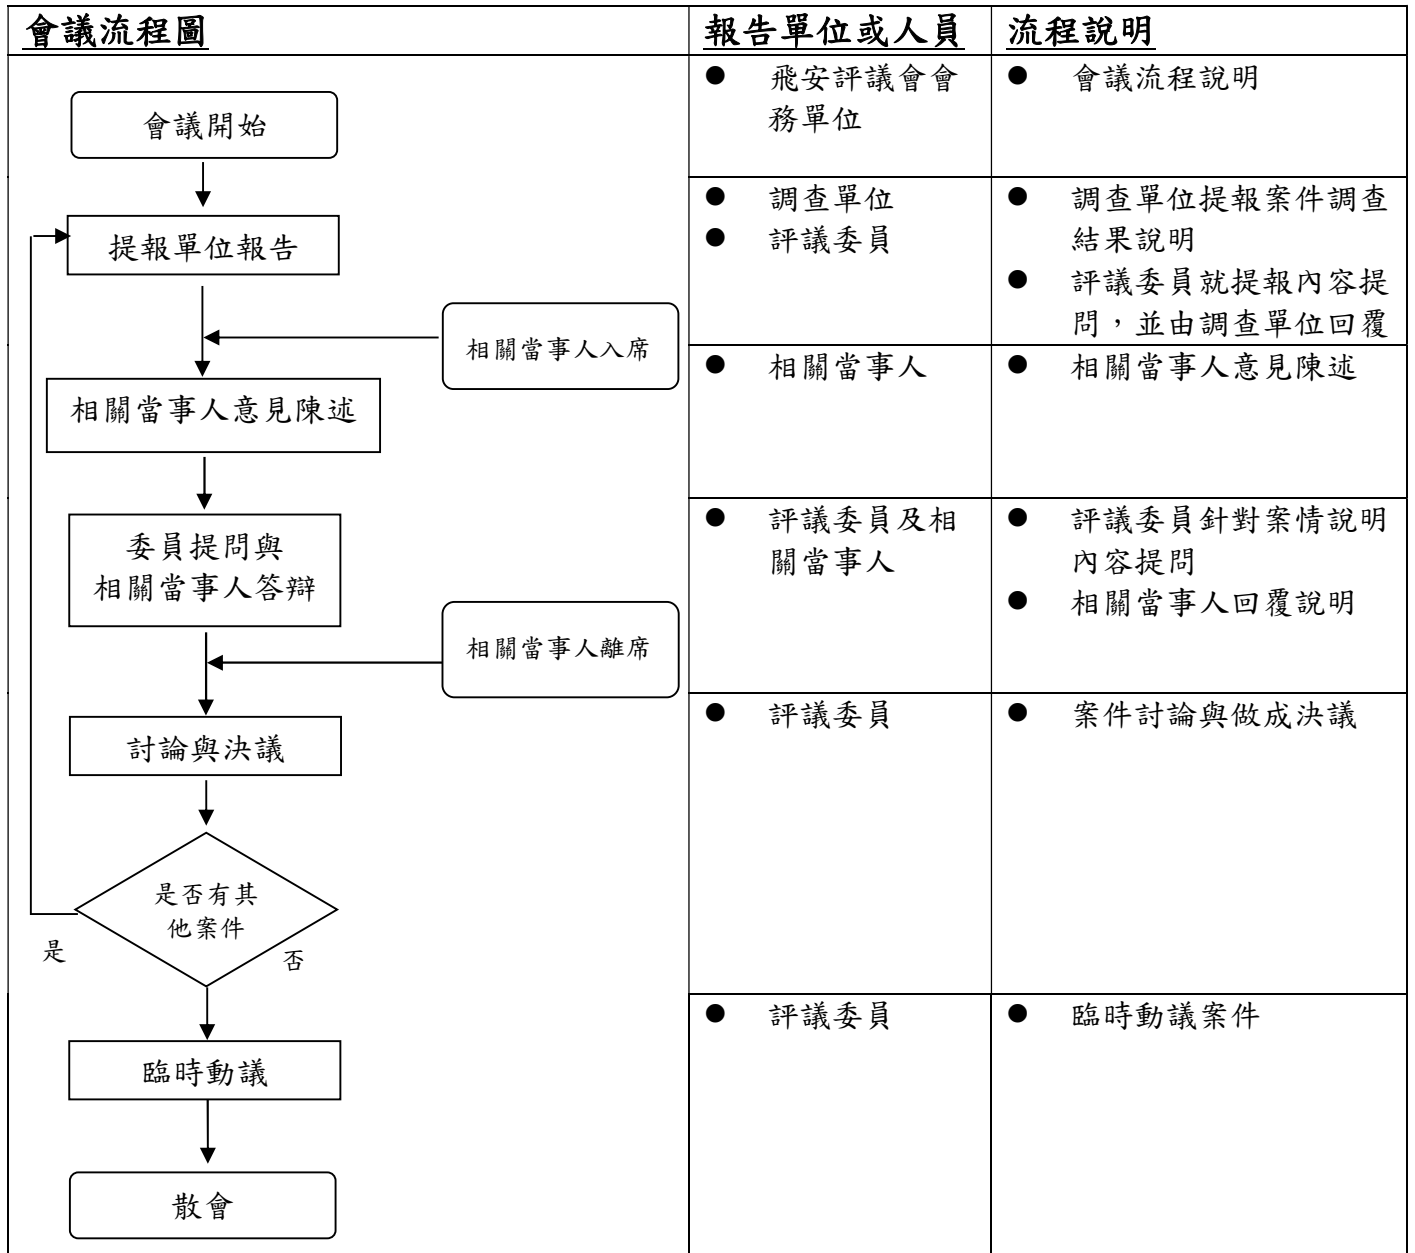 會議流程圖
報告單位或人員
流程說明
會議開始
● 飛安評議會會
務單位
● 會議流程說明
提報單位報告
● 調查單位
● 評議委員
● 調查單位提報案件調查
結果說明
● 評議委員就提報內容提
問，並由調查單位回覆
相關當事人入席
相關當事人意見陳述
● 相關當事人
● 相關當事人意見陳述
委員提問與
相關當事人答辯
● 評議委員及相
關當事人
● 評議委員針對案情說明
內容提問
● 相關當事人回覆說明
相關當事人離席
討論與決議
● 評議委員
● 案件討論與做成決議
是否有其
他案件
是
否
臨時動議
● 評議委員
● 臨時動議案件
散會